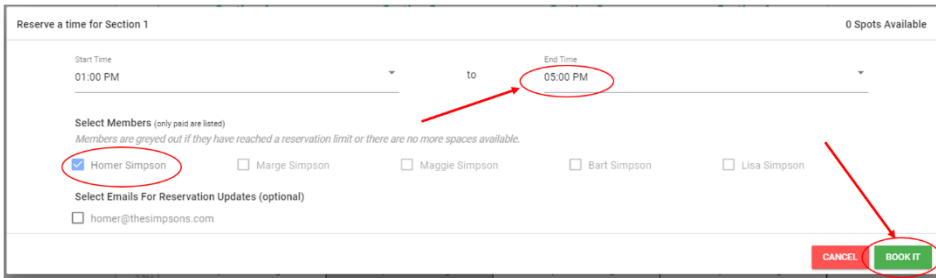 Reserve a time for Section 1 0 Spots Available
Start Time End Time
01:00 PM to 05:00 PM
Select Members (only paid are listed)
Members are greyed out if they have reached a reservation limit or there are no more spaces available.
Homer Simpson Marge Simpson Maggie Simpson Bart Simpson Lisa Simpson
Select Emails For Reservation Updates (optional)
homer@thesimpsons.com
CANCEL BOOK IT